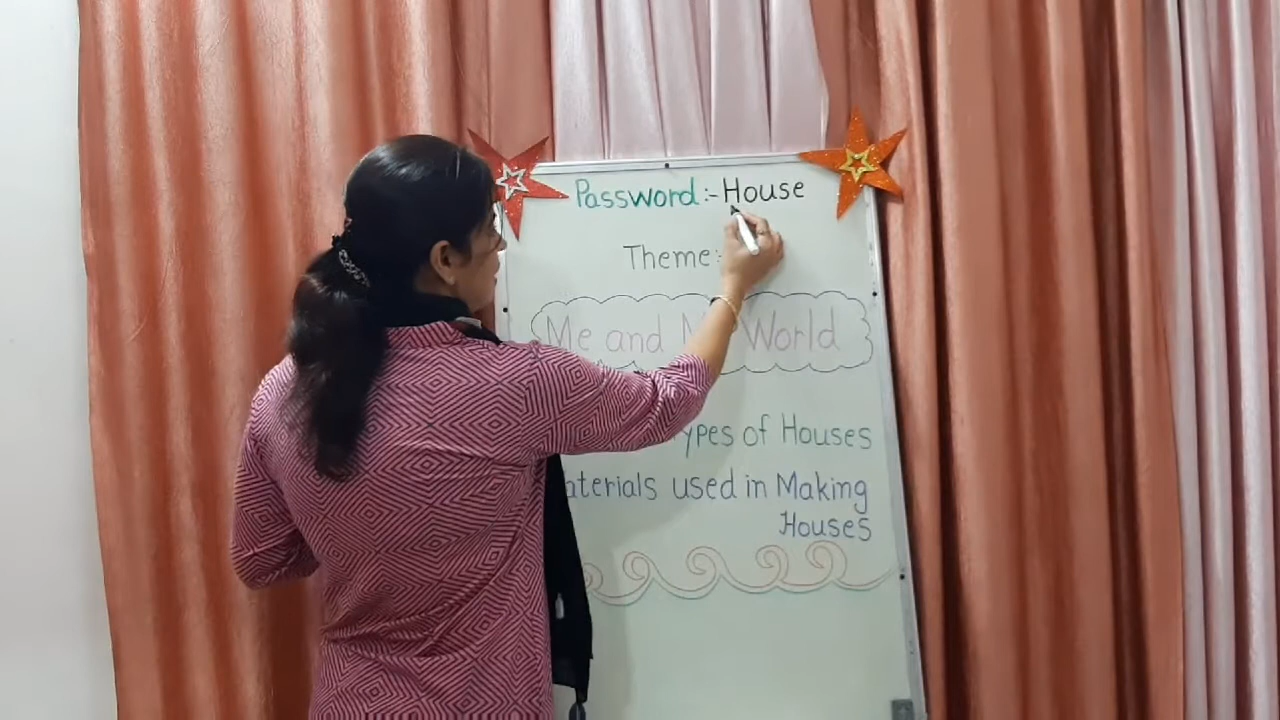 Password :- House
Theme:-
Me and World
of Houses
used in Making
Houses